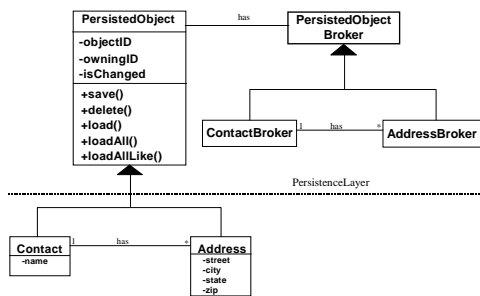 PersistedObject
-objectID
-owningID
-isChanged
+save()
+delete()
+load()
+loadAll()
+loadAllLike()
has
PersistedObject
Broker
ContactBroker
1
has
*
AddressBroker
PersistenceLayer
Contact
-name
1
has
*
Address
-street
-city
-state
-zip